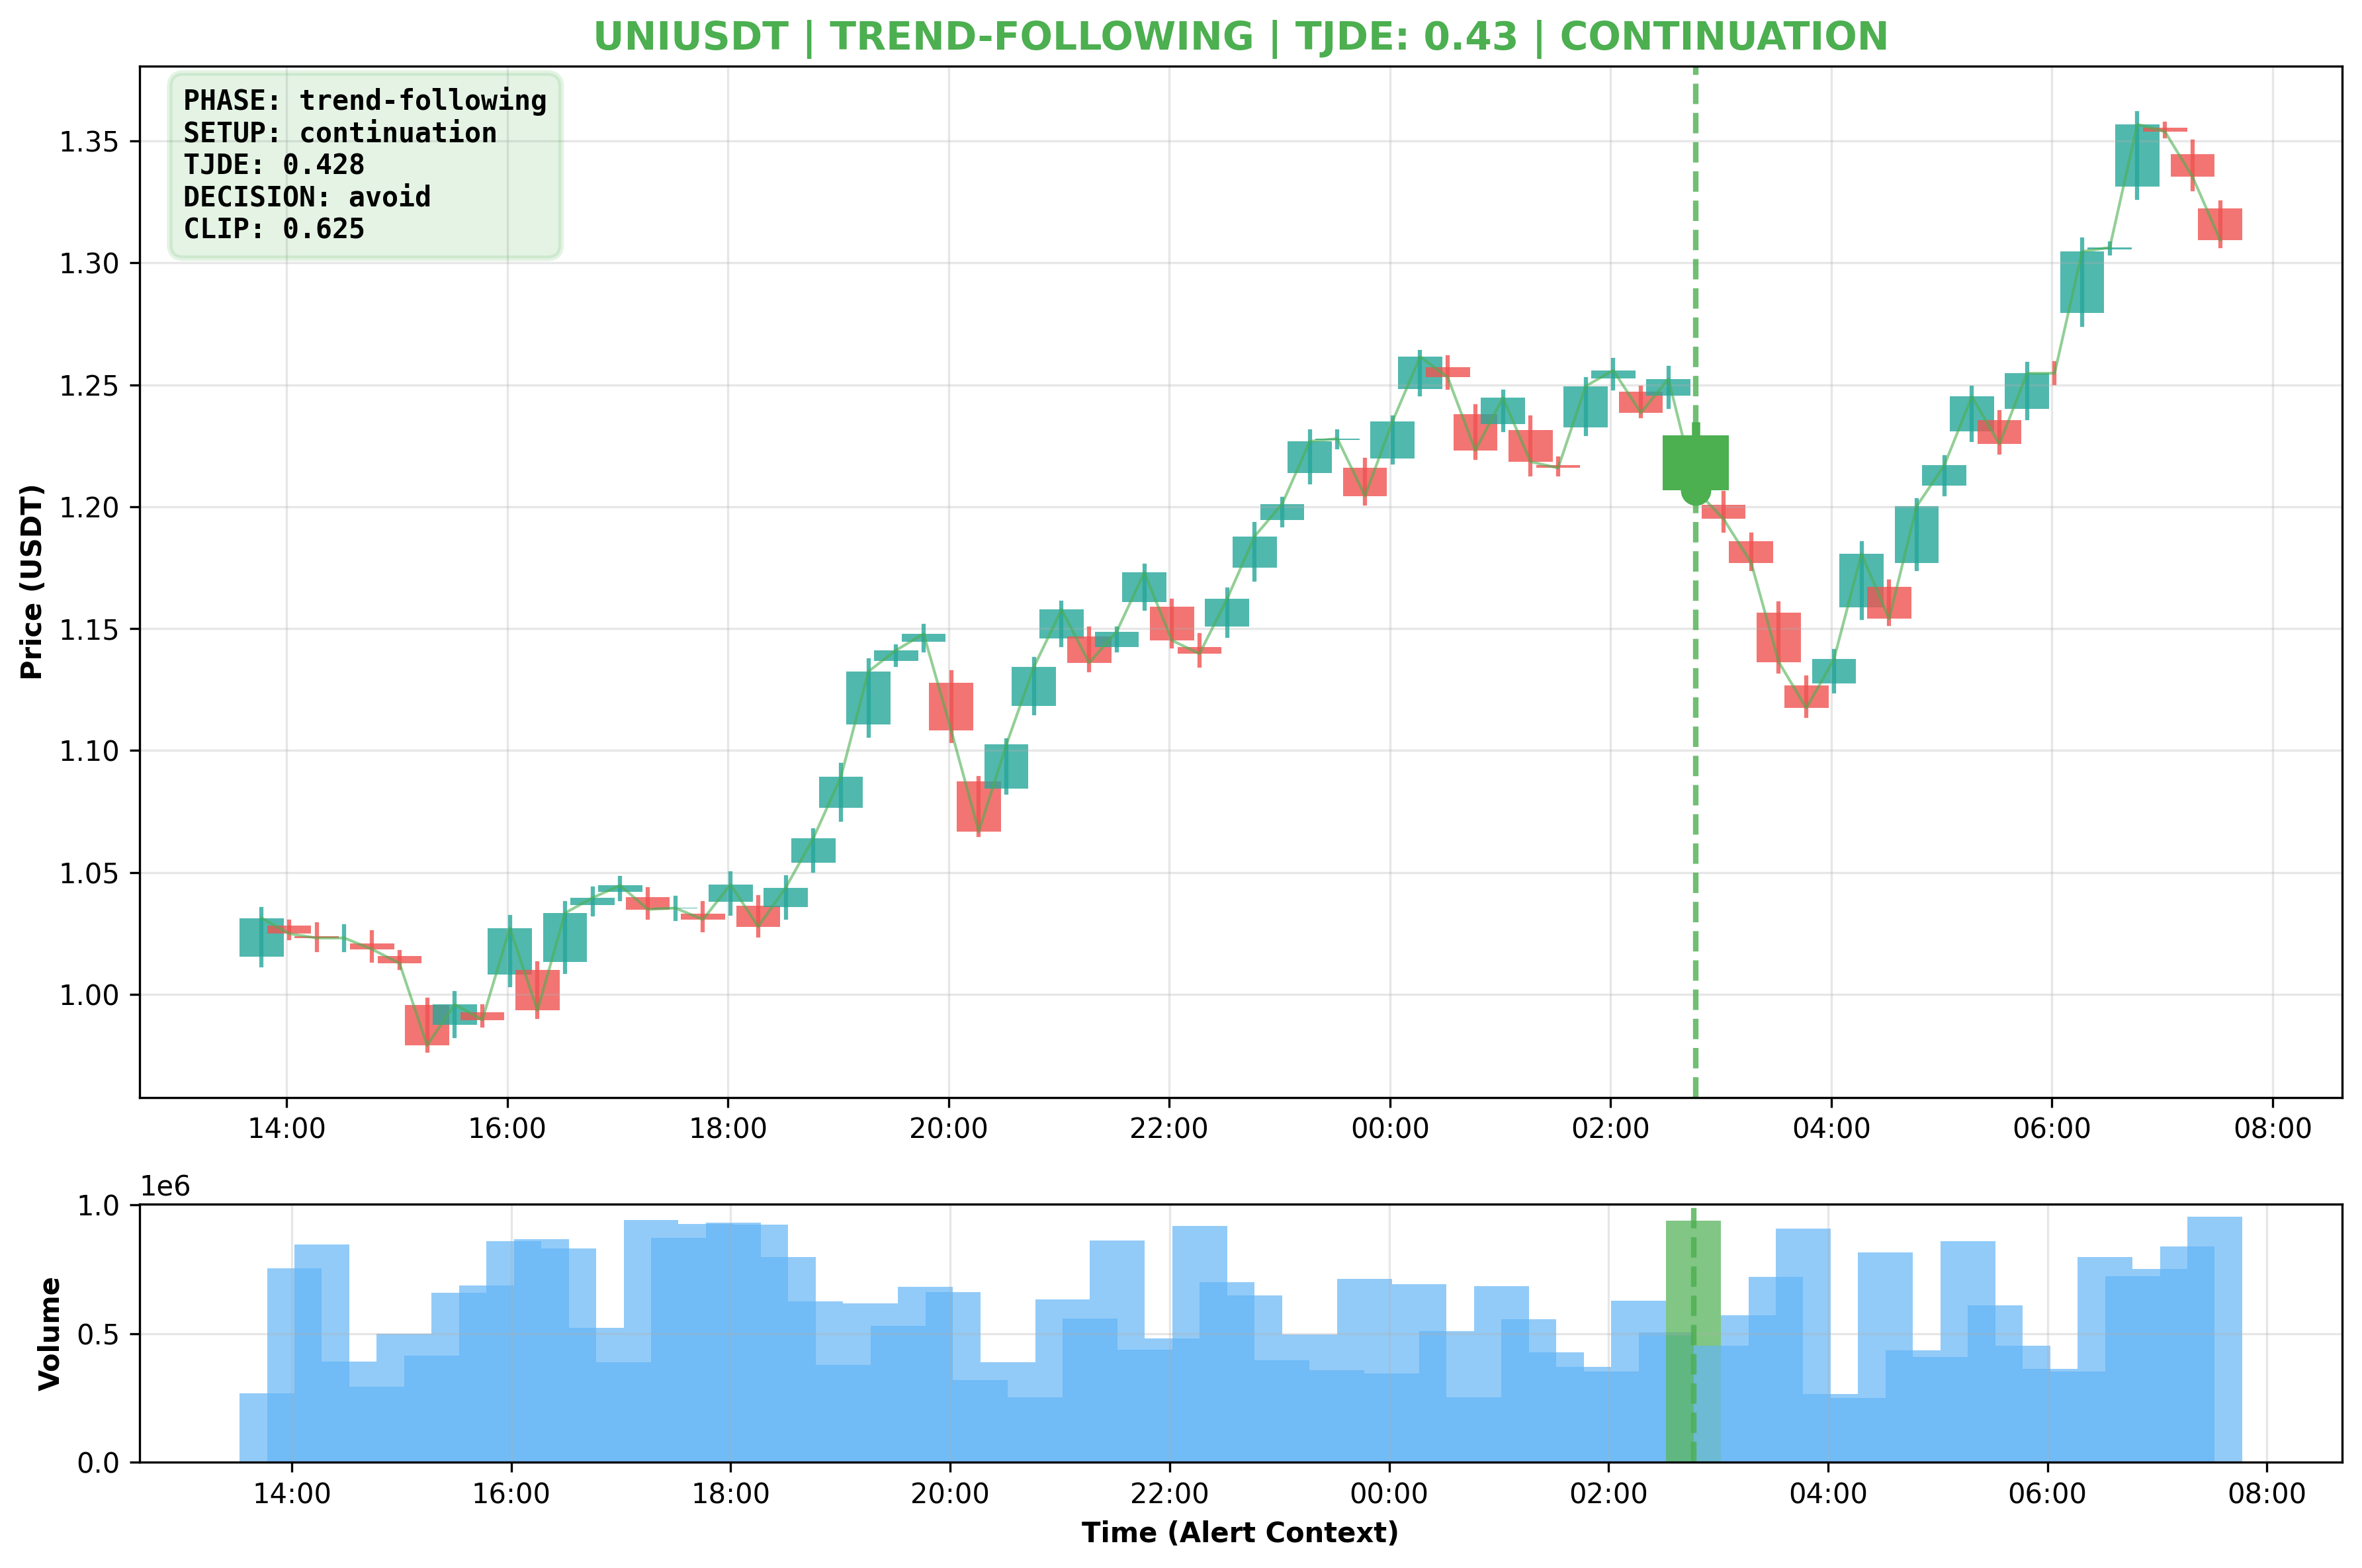 UNIUSDT | TREND-FOLLOWING | TJDE: 0.43 | CONTINUATION
PHASE: trend-following
SETUP: continuation
TJDE: 0.428
DECISION: avoid
CLIP: 0.625
Price (USDT)
1.35
1.30
1.25
1.20
1.15
1.10
1.05
1.00
14:00 16:00 18:00 20:00 22:00 00:00 02:00 04:00 06:00 08:00
1e6
Volume
1.0
0.5
0.0
14:00 16:00 18:00 20:00 22:00 00:00 02:00 04:00 06:00 08:00
Time (Alert Context)